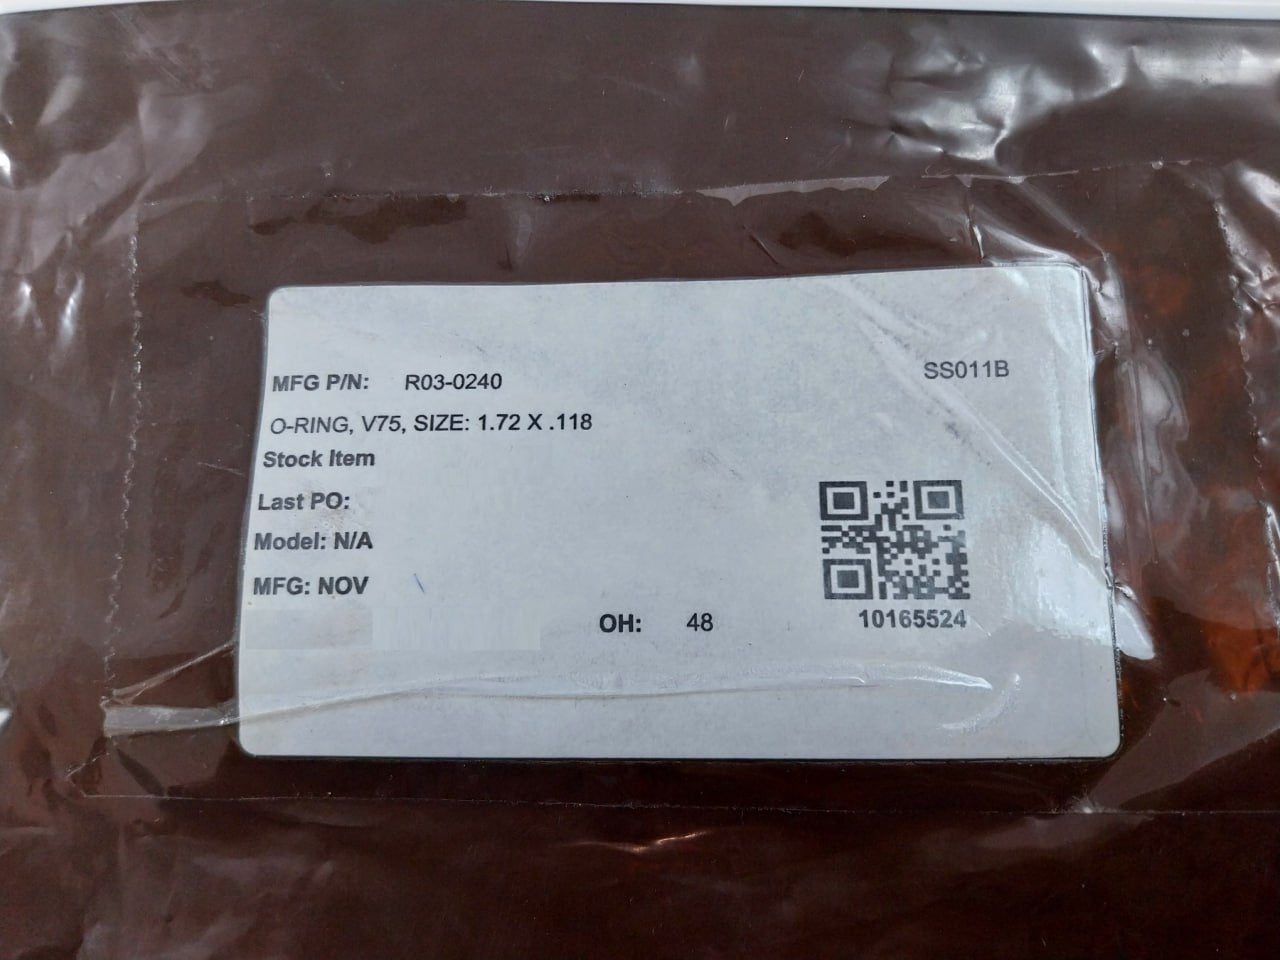 MFG P/N: R03-0240 SS011B
O-RING, V75, SIZE: 1.72 X .118
Stock Item
Last PO:
Model: N/A
MFG: NOV
OH: 48
10165524